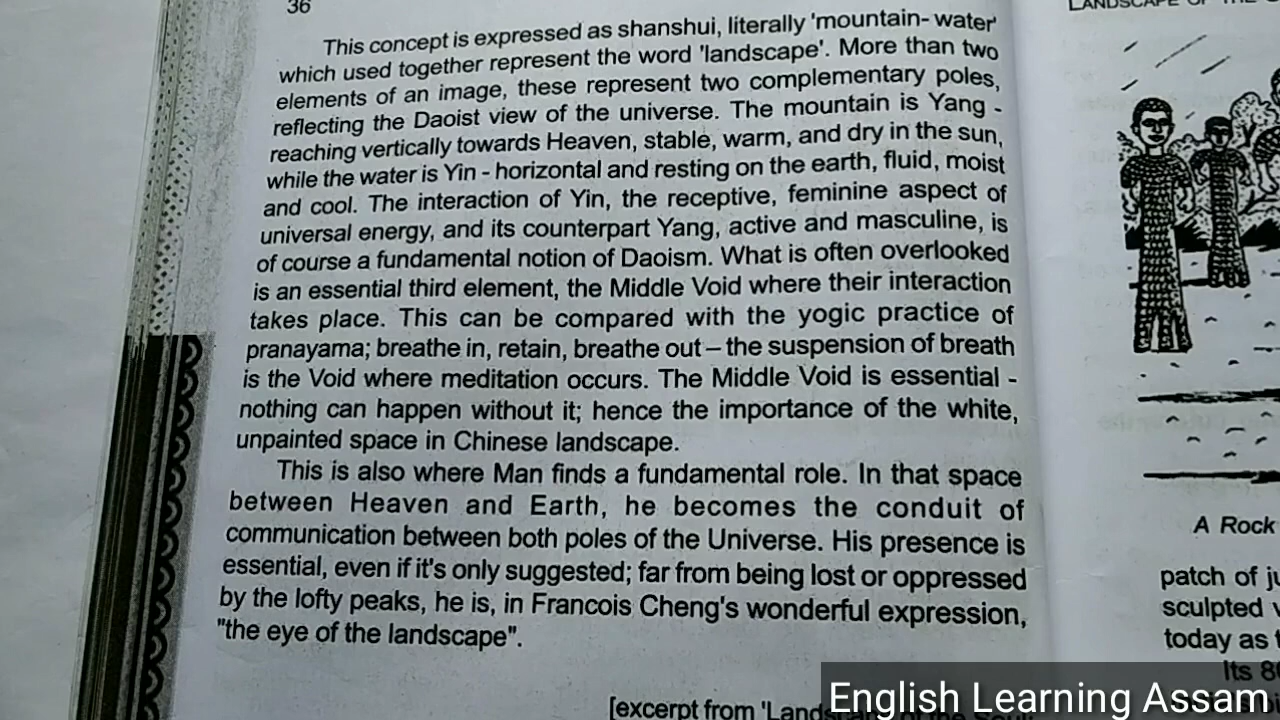 36
This concept is expressed as shanshui, literally 'mountain- water'
which used together represent the word 'landscape'. More than two
elements of an image, these represent two complementary poles,
reflecting the Daoist view of the universe. The mountain is Yang -
reaching vertically towards Heaven, stable, warm, and dry in the sun,
while the water is Yin - horizontal and resting on the earth, fluid, moist
and cool. The interaction of Yin, the receptive, feminine aspect of
universal energy, and its counterpart Yang, active and masculine, is
of course a fundamental notion of Daoism. What is often overlooked
is an essential third element, the Middle Void where their interaction
takes place. This can be compared with the yogic practice of
pranayama; breathe in, retain, breathe out – the suspension of breath
is the Void where meditation occurs. The Middle Void is essential -
nothing can happen without it; hence the importance of the white,
unpainted space in Chinese landscape.
This is also where Man finds a fundamental role. In that space
between Heaven and Earth, he becomes the conduit of
communication between both poles of the Universe. His presence is
essential, even if it's only suggested; far from being lost or oppressed
by the lofty peaks, he is, in Francois Cheng's wonderful expression,
"the eye of the landscape".
[excerpt from of the
LANDSCAPE OF THE
A Rock
patch of
sculpted
today as
Its
English Learning Assam